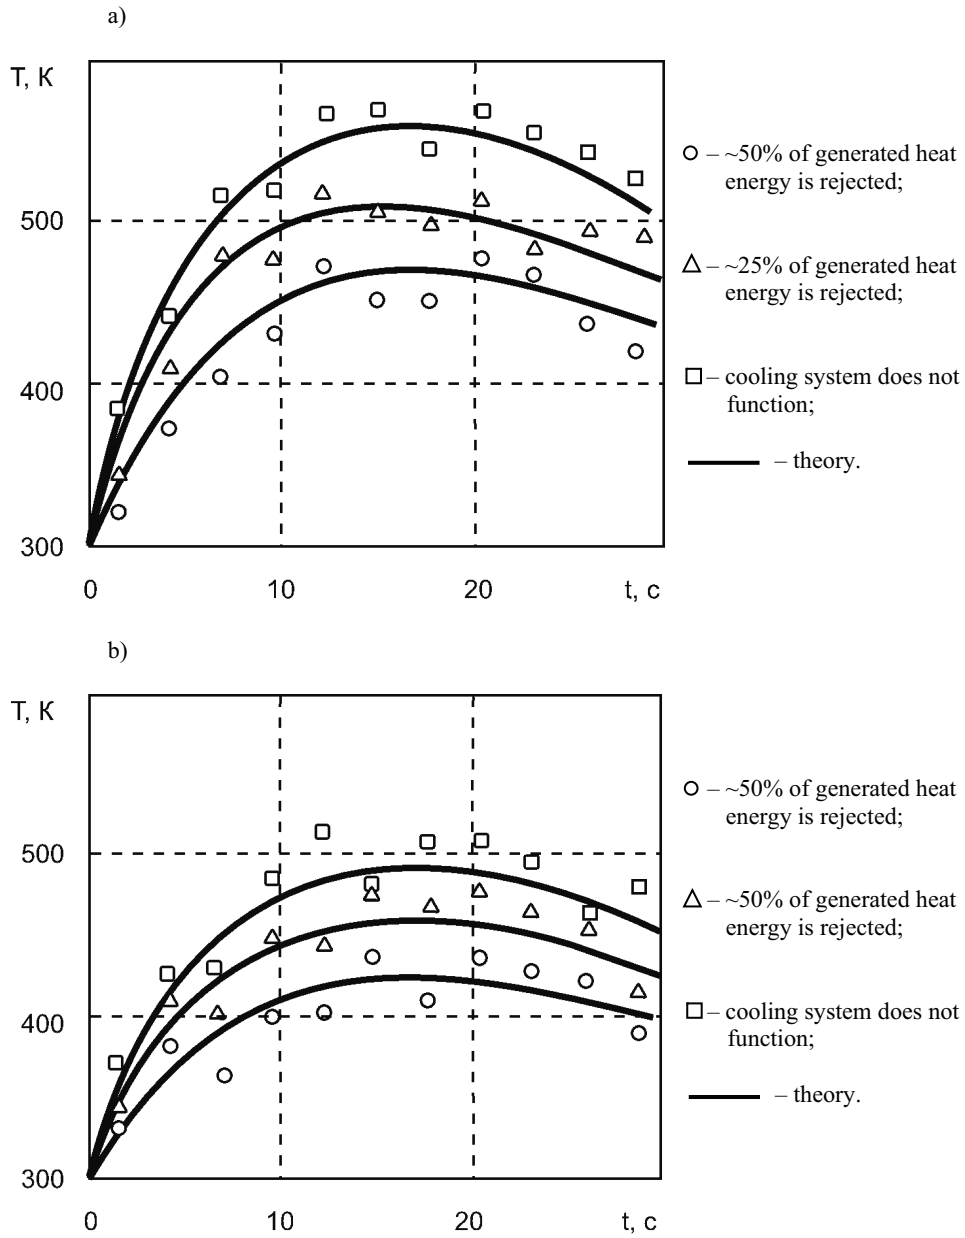 a)
T, K
500
400
300
0
10
20
t, c
– ~50% of generated heat
energy is rejected;
– ~25% of generated heat
energy is rejected;
– cooling system does not
function;
– theory.
b)
T, K
500
400
300
0
10
20
t, c
– ~50% of generated heat
energy is rejected;
– ~50% of generated heat
energy is rejected;
– cooling system does not
function;
– theory.